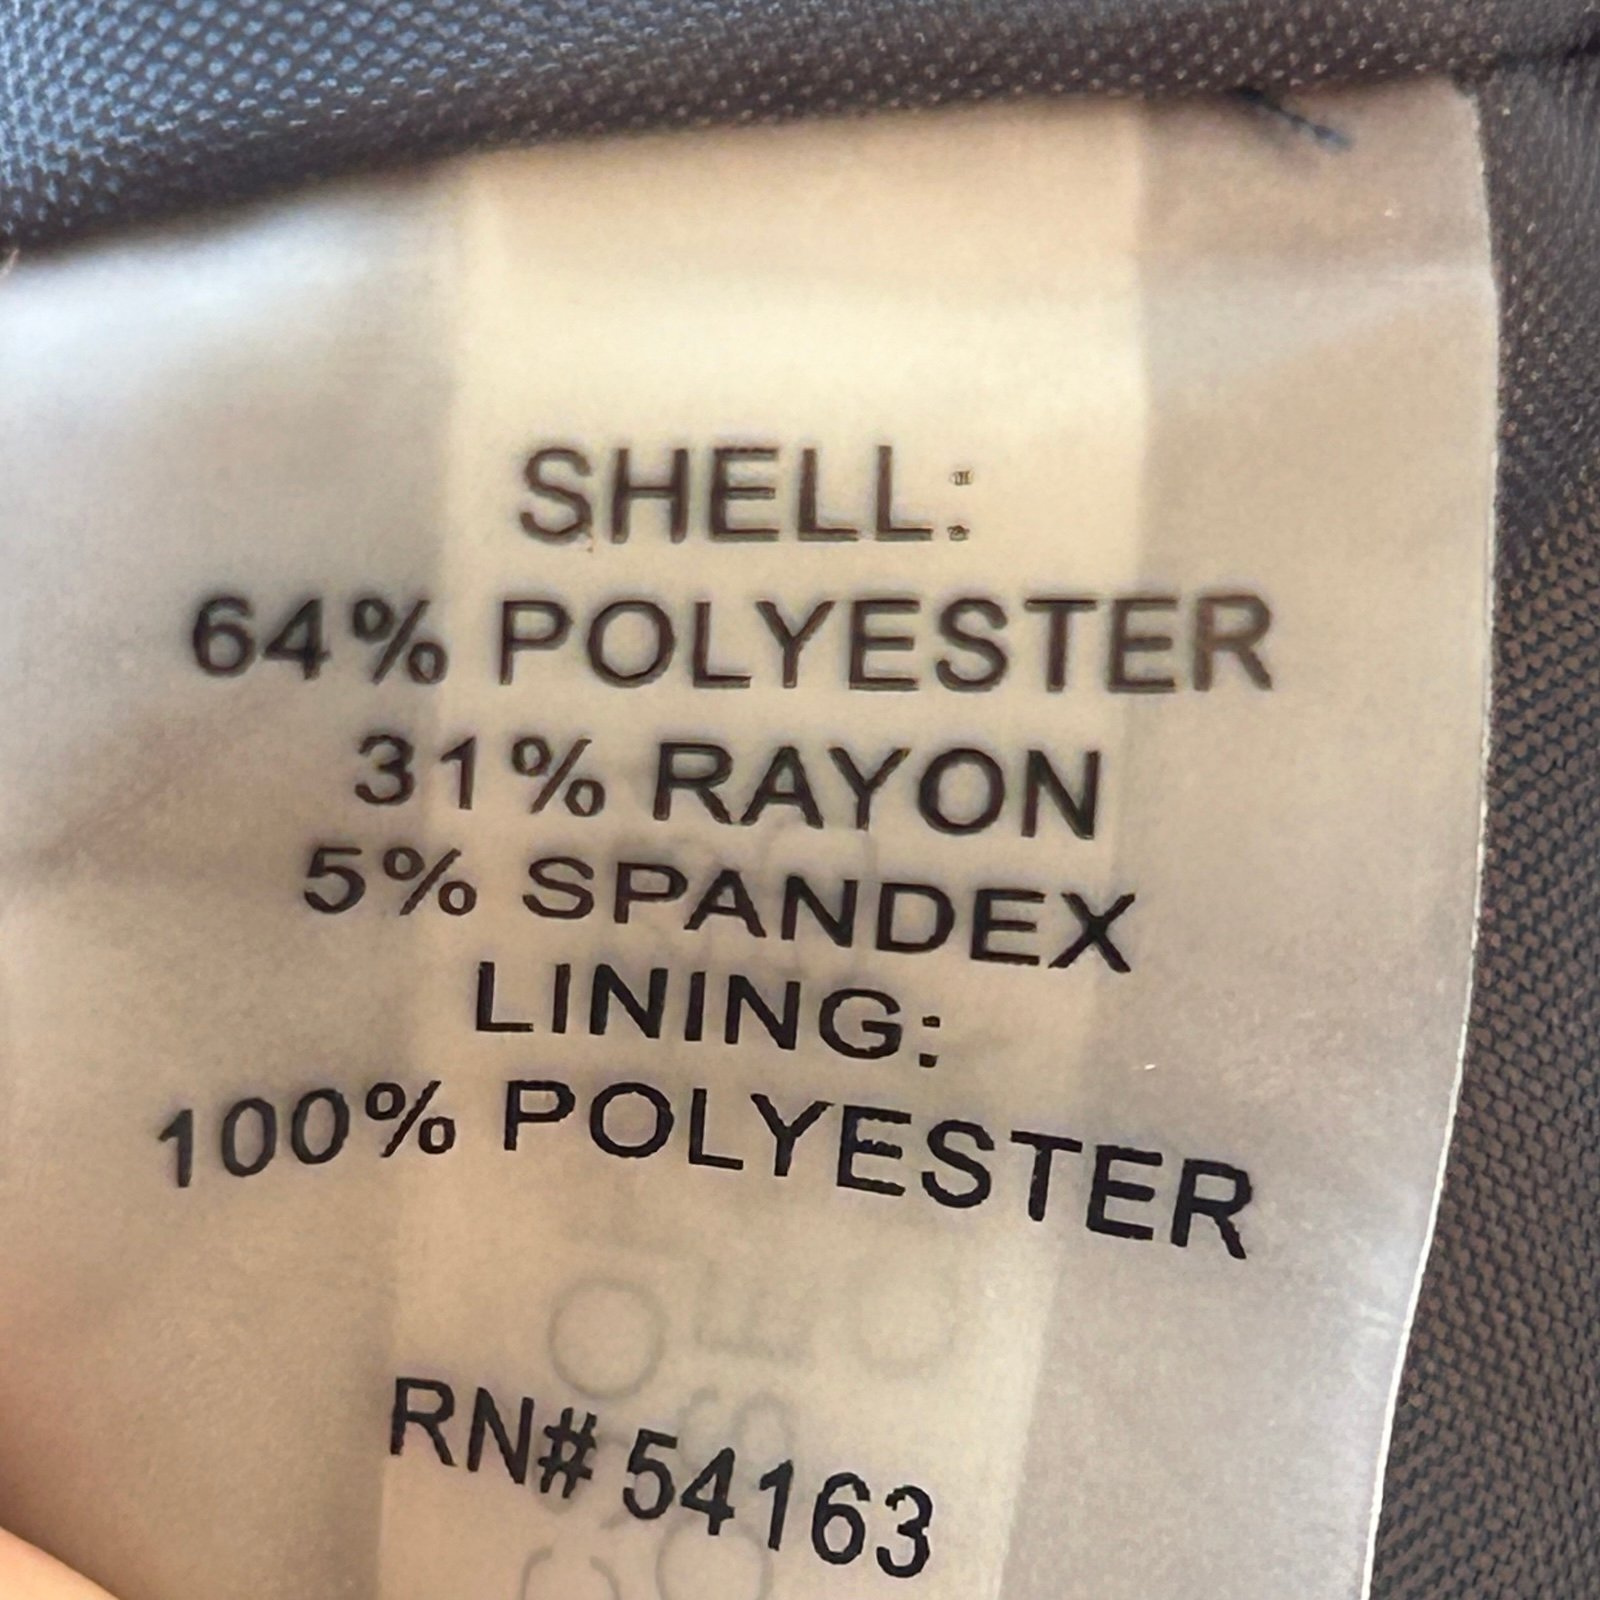 SHELL:
64% POLYESTER
31% RAYON
5% SPANDEX
LINING:
100% POLYESTER
RN# 54163